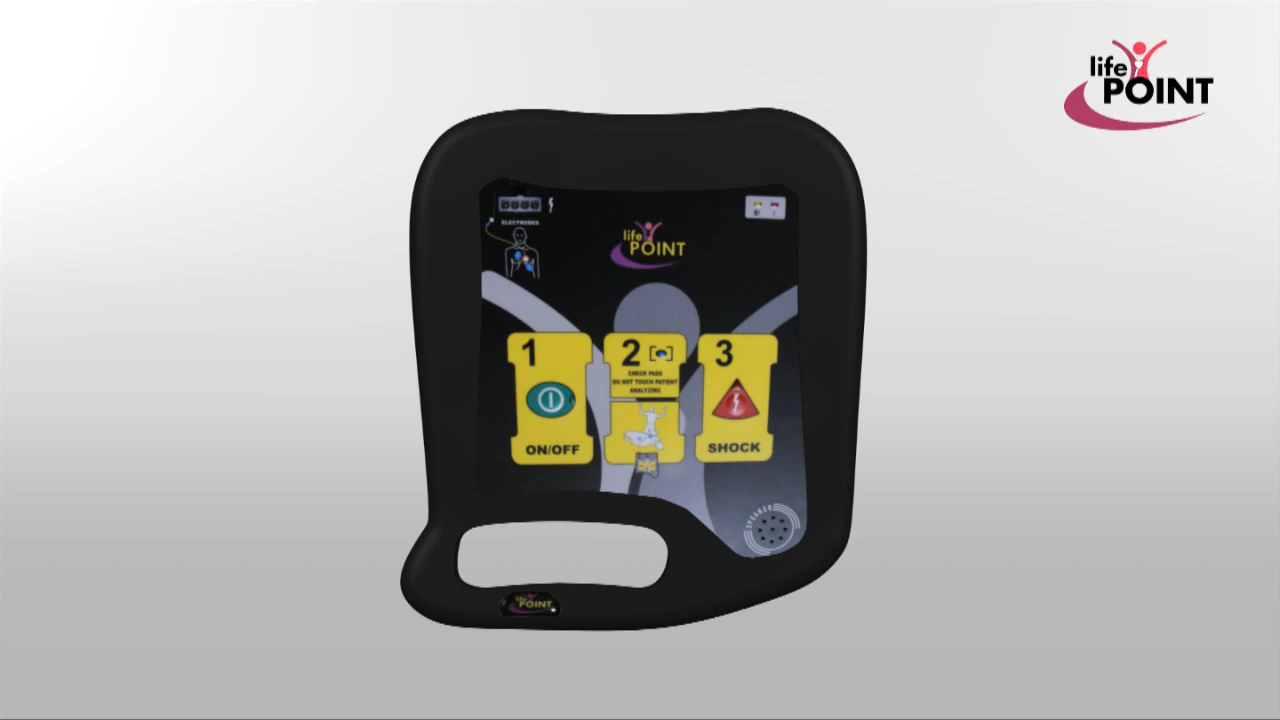 life
POINT
ELECTRODES
life
POINT
1
2
3
CHECK PADS
DO NOT TOUCH PATIENT
ANALYZING
ON/OFF
SHOCK
SPEAKER
life
POINT